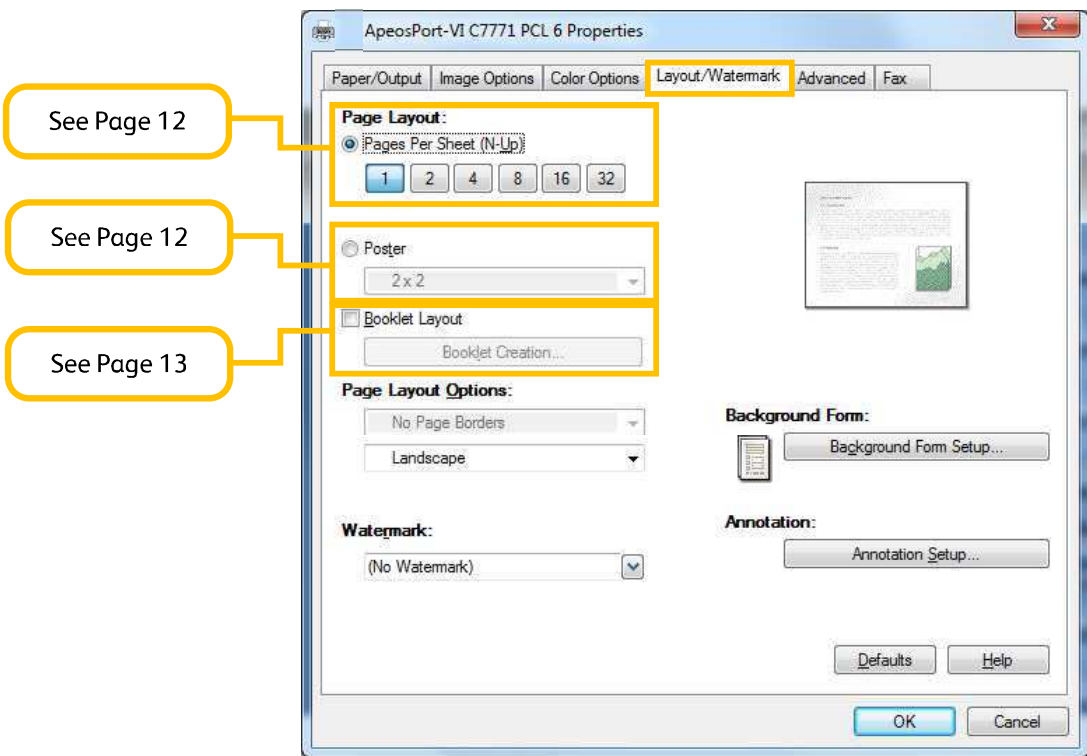 ApeosPort-VI C7771 PCL 6 Properties
Paper/Output Image Options Color Options Layout/Watermark Advanced Fax
See Page 12
Page Layout:
Pages Per Sheet (N-Up)
1 2 4 8 16 32
See Page 12
Poster
2 x 2
Booklet Layout
Booklet Creation...
See Page 13
Page Layout Options:
No Page Borders
Landscape
Background Form:
Background Form Setup...
Watermark:
(No Watermark)
Annotation:
Annotation Setup...
Defaults Help
OK Cancel